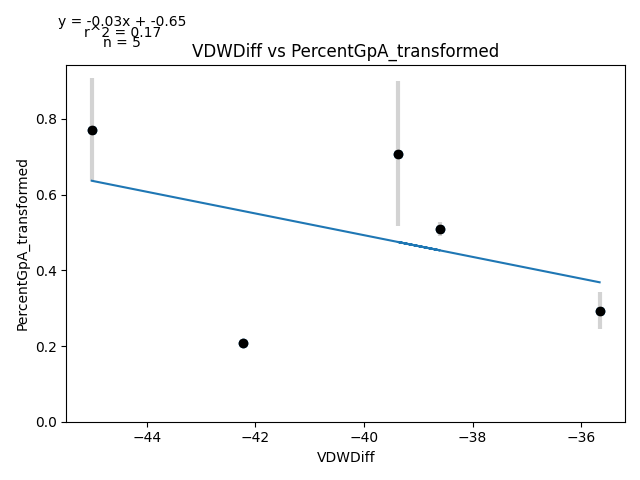 y = -0.03x + -0.65
r^2 = 0.17
n = 5
VDWDiff vs PercentGpA_transformed
PercentGpA_transformed
0.8
0.6
0.4
0.2
0.0
−44
−42
−40
−38
−36
VDWDiff